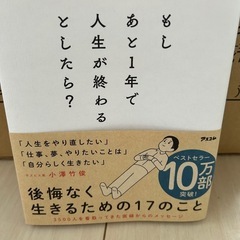 もし
あと1年で
人生が終わる
としたら?
「人生をやり直したい」
「仕事、夢、やりたいことは」
「自分らしく生きたい」
小澤竹俊
アスコム
ベストセラー
10万部
突破!
後悔なく
生きるための17のこと